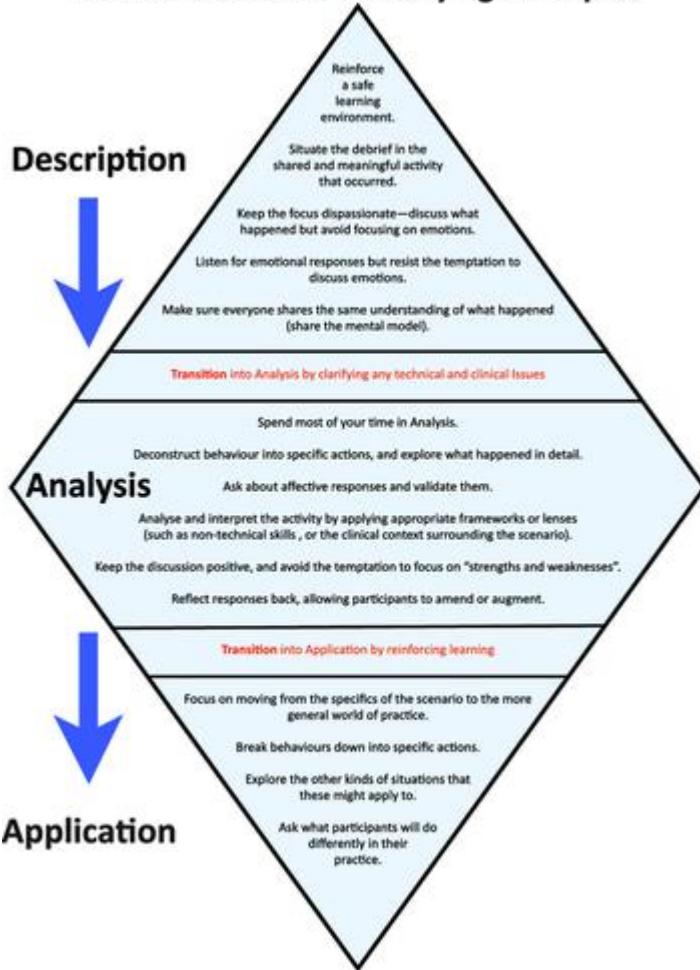 Reinforce
a safe
learning
environment.
Description
Situate the debrief in the
shared and meaningful activity
that occurred.
Keep the focus dispassionate—discuss what
happened but avoid focusing on emotions.
Listen for emotional responses but resist the temptation to
discuss emotions.
Make sure everyone shares the same understanding of what happened
(share the mental model).
Transition into Analysis by clarifying any technical and clinical Issues
Spend most of your time in Analysis.
Deconstruct behaviour into specific actions, and explore what happened in detail.
Analysis
Ask about affective responses and validate them.
Analyse and interpret the activity by applying appropriate frameworks or lenses
(such as non-technical skills , or the clinical context surrounding the scenario).
Keep the discussion positive, and avoid the temptation to focus on “strengths and weaknesses”.
Reflect responses back, allowing participants to amend or augment.
Transition into Application by reinforcing learning
Focus on moving from the specifics of the scenario to the more
general world of practice.
Break behaviours down into specific actions.
Explore the other kinds of situations that
these might apply to.
Application
Ask what participants will do
differently in their
practice.